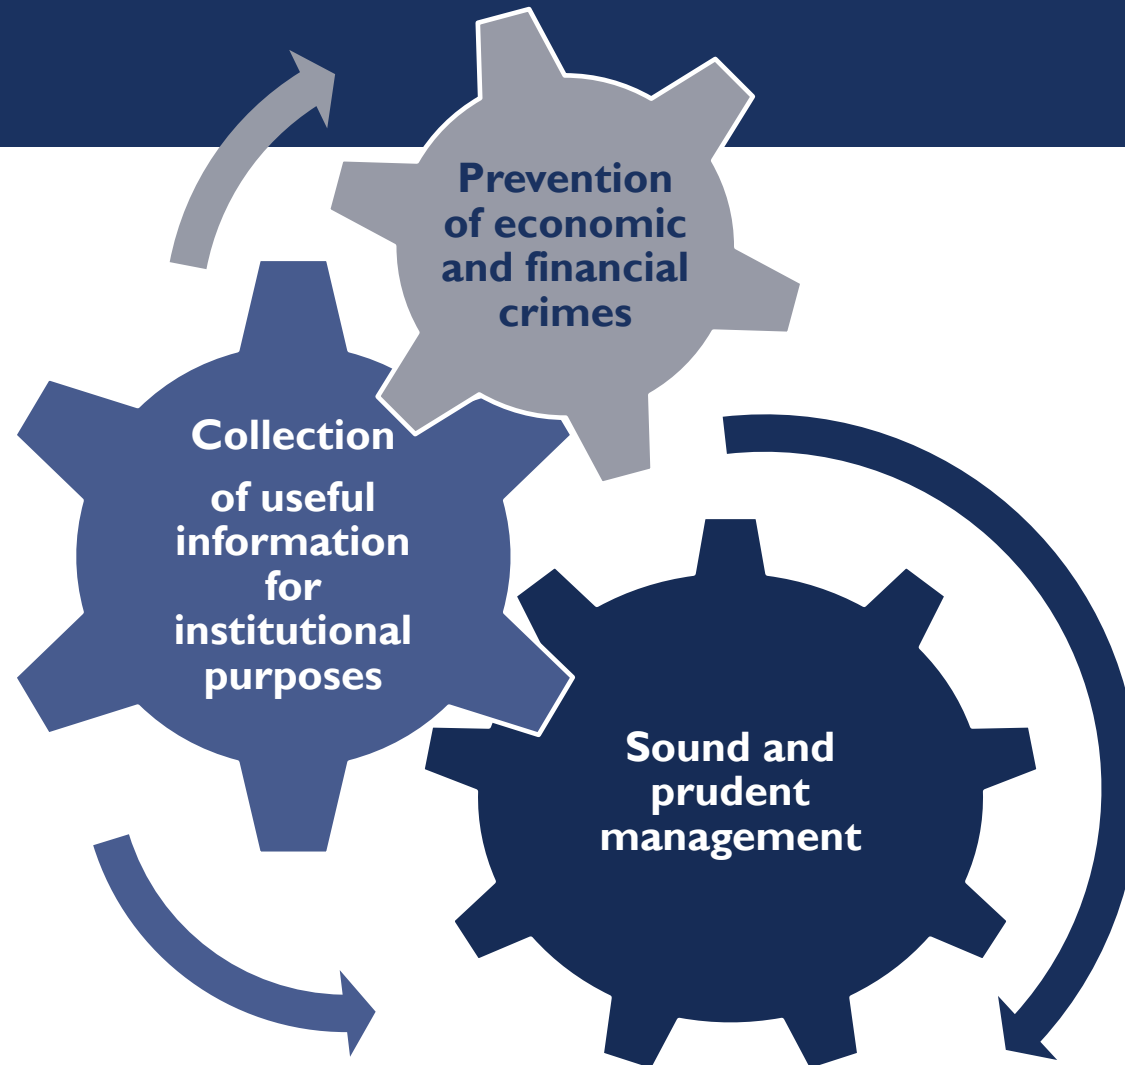 Prevention
of economic
and financial
crimes
Collection
of useful
information
for
institutional
purposes
Sound and
prudent
management